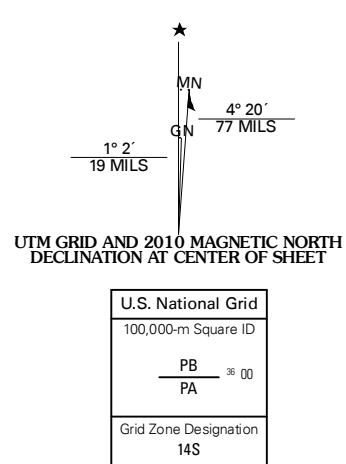 ★
MN
4° 20´
77 MILS
GN
1° 2´
19 MILS
UTM GRID AND 2010 MAGNETIC NORTH
DECLINATION AT CENTER OF SHEET
U.S. National Grid
100,000-m Square ID
PB
36 00
PA
Grid Zone Designation
14S